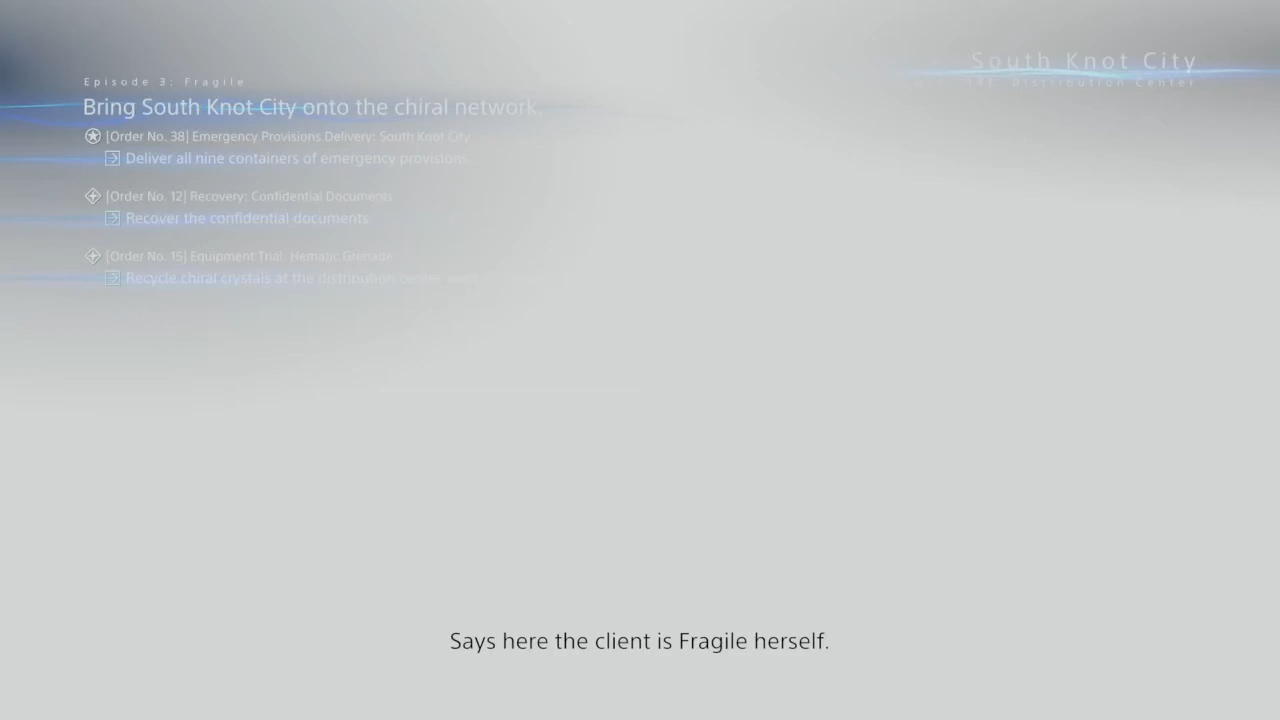 South Knot City
Distribution Center
Episode 3: Fragile
Bring South Knot City onto the chiral network.
[Order No. 38] Emergency Provisions Delivery: South Knot City
Deliver all nine containers of emergency provisions.
[Order No. 12] Recovery: Confidential Documents
Recover the confidential documents.
[Order No. 15] Equipment Trial: Hematic Grenade
Recycle chiral crystals at the distribution center west
Says here the client is Fragile herself.